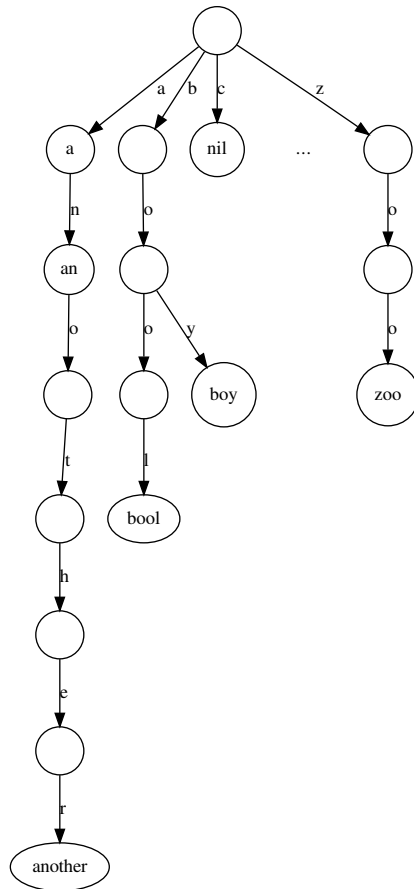 a b c z
a nil ...
n o o
an
o o y o
boy zoo
t l
bool
h
e
r
another